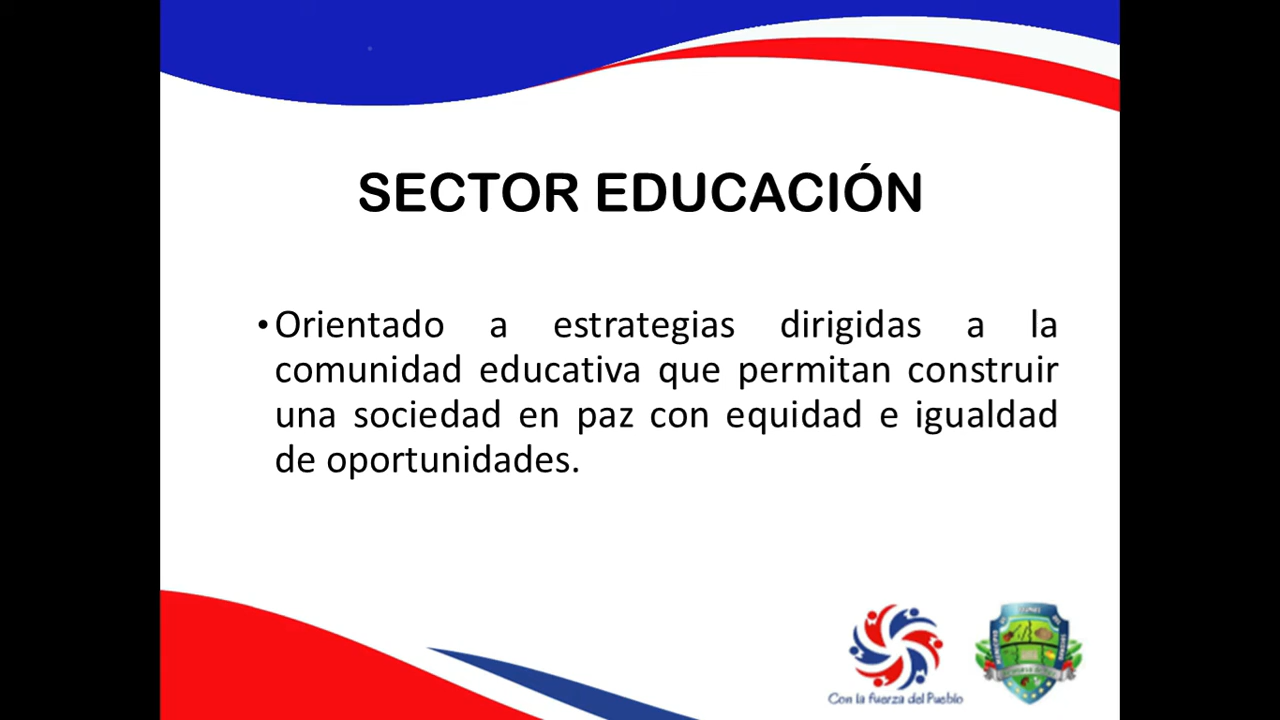 SECTOR EDUCACIÓN
•Orientado a estrategias dirigidas a la
comunidad educativa que permitan construir
una sociedad en paz con equidad e igualdad
de oportunidades.
Con la fuerza del Pueblo